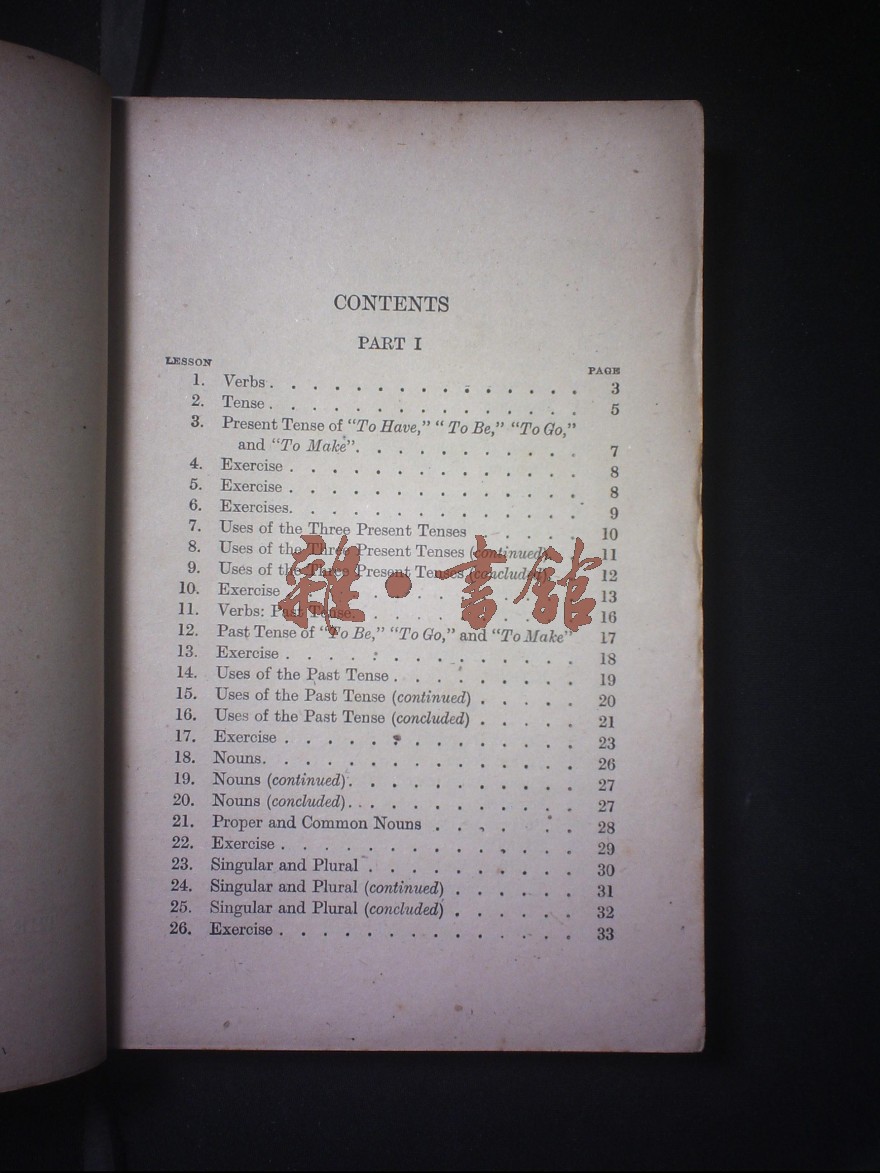 CONTENTS
PART I
LESSON PAGE
1. Verbs . . . . . . . . . . . . . . 3
2. Tense . . . . . . . . . . . . . . 5
3. Present Tense of "To Have," "To Be," "To Go,"
and "To Make" . . . . . . . . . . 7
4. Exercise . . . . . . . . . . . . . 8
5. Exercise . . . . . . . . . . . . . 8
6. Exercises . . . . . . . . . . . . . 9
7. Uses of the Three Present Tenses . . . . . 10
8. Uses of the Three Present Tenses (continued) . 11
9. Uses of the Three Present Tenses (concluded) . 12
10. Exercise . . . . . . . . . . . . . 13
11. Verbs: Past Tense . . . . . . . . . . 16
12. Past Tense of "To Be," "To Go," and "To Make" 17
13. Exercise . . . . . . . . . . . . . 18
14. Uses of the Past Tense . . . . . . . . . 19
15. Uses of the Past Tense (continued) . . . . . 20
16. Uses of the Past Tense (concluded) . . . . . 21
17. Exercise . . . . . . . . . . . . . 23
18. Nouns . . . . . . . . . . . . . . 26
19. Nouns (continued) . . . . . . . . . . . 27
20. Nouns (concluded) . . . . . . . . . . . 27
21. Proper and Common Nouns . . . . . . . 28
22. Exercise . . . . . . . . . . . . . 29
23. Singular and Plural . . . . . . . . . . 30
24. Singular and Plural (continued) . . . . . . 31
25. Singular and Plural (concluded) . . . . . . 32
26. Exercise . . . . . . . . . . . . . 33
雜·書館